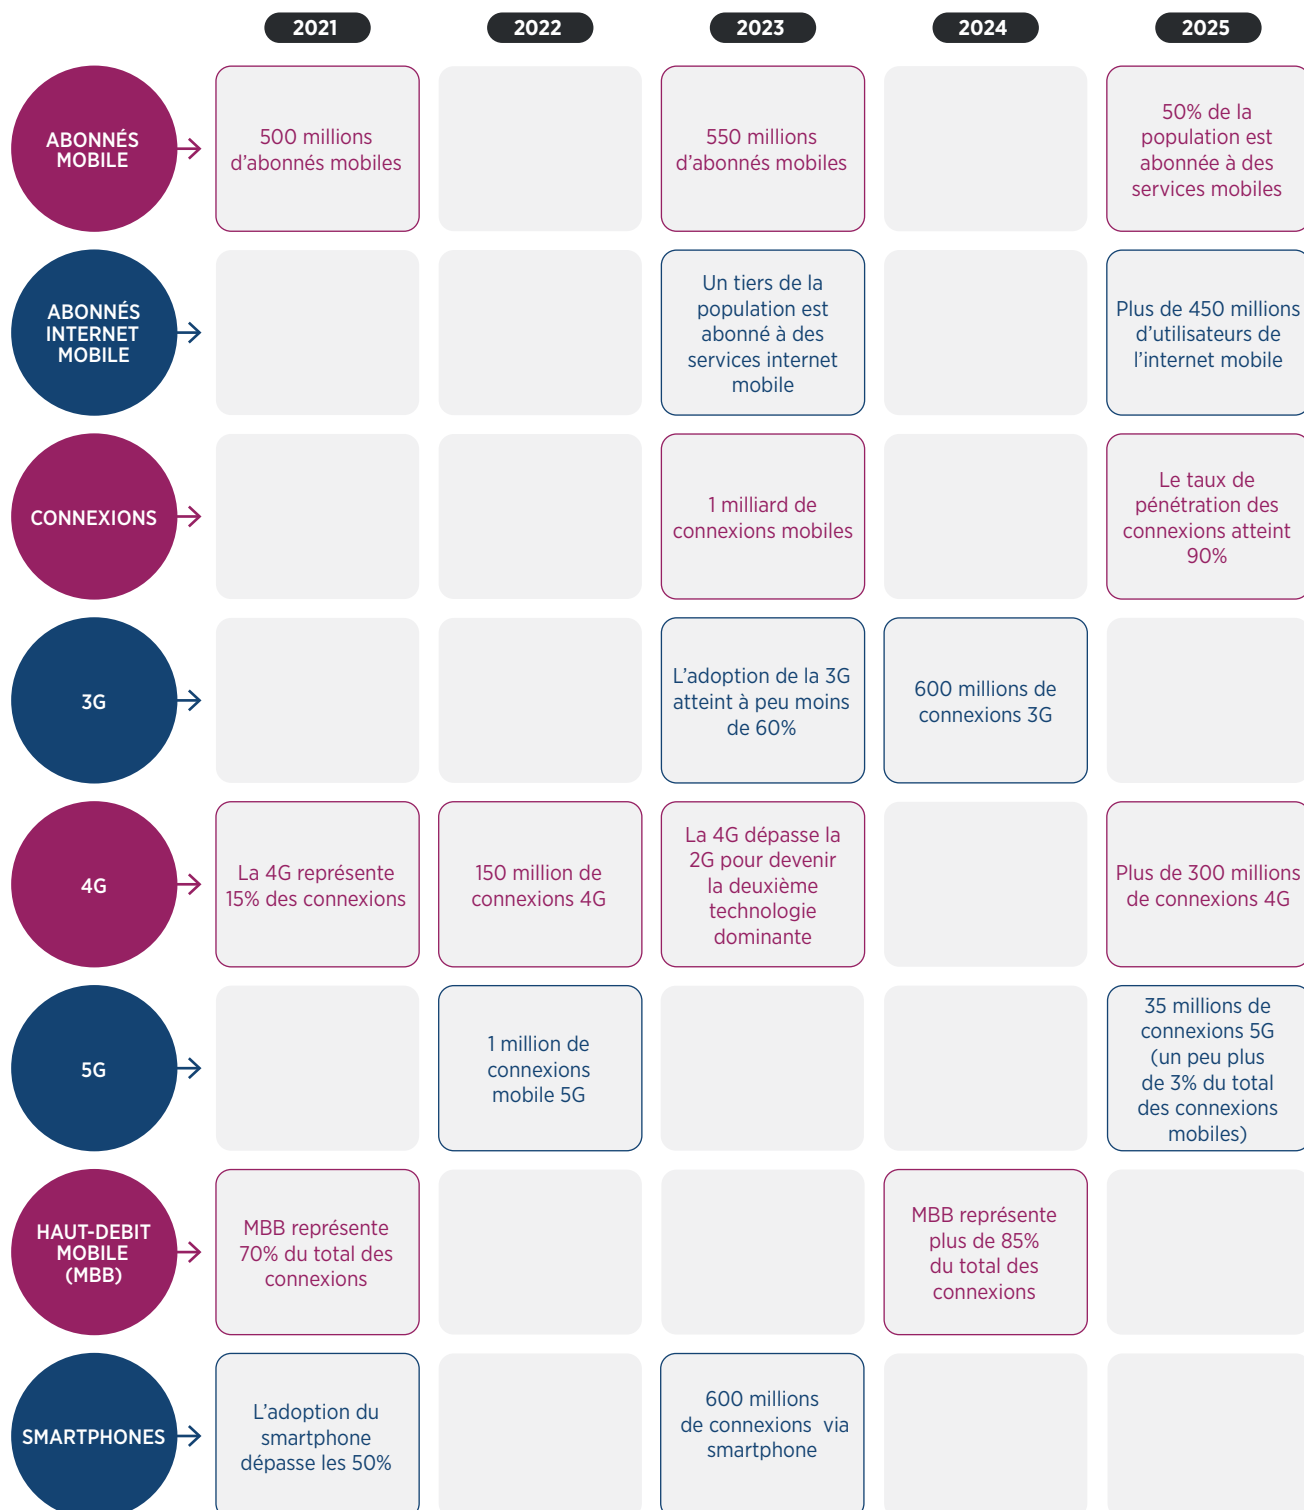 2021
2022
2023
2024
2025
ABONNÉS
MOBILE
500 millions
d’abonnés mobiles
550 millions
d’abonnés mobiles
50% de la
population est
abonnée à des
services mobiles
ABONNÉS
INTERNET
MOBILE
Un tiers de la
population est
abonné à des
services internet
mobile
Plus de 450 millions
d’utilisateurs de
l’internet mobile
CONNEXIONS
1 milliard de
connexions mobiles
Le taux de
pénétration des
connexions atteint
90%
3G
L’adoption de la 3G
atteint à peu moins
de 60%
600 millions de
connexions 3G
4G
La 4G représente
15% des connexions
150 million de
connexions 4G
La 4G dépasse la
2G pour devenir
la deuxième
technologie
dominante
Plus de 300 millions
de connexions 4G
5G
1 million de
connexions
mobile 5G
35 millions de
connexions 5G
(un peu plus
de 3% du total
des connexions
mobiles)
HAUT-DEBIT
MOBILE
(MBB)
MBB représente
70% du total des
connexions
MBB représente
plus de 85%
du total des
connexions
SMARTPHONES
L’adoption du
smartphone
dépasse les 50%
600 millions
de connexions via
smartphone